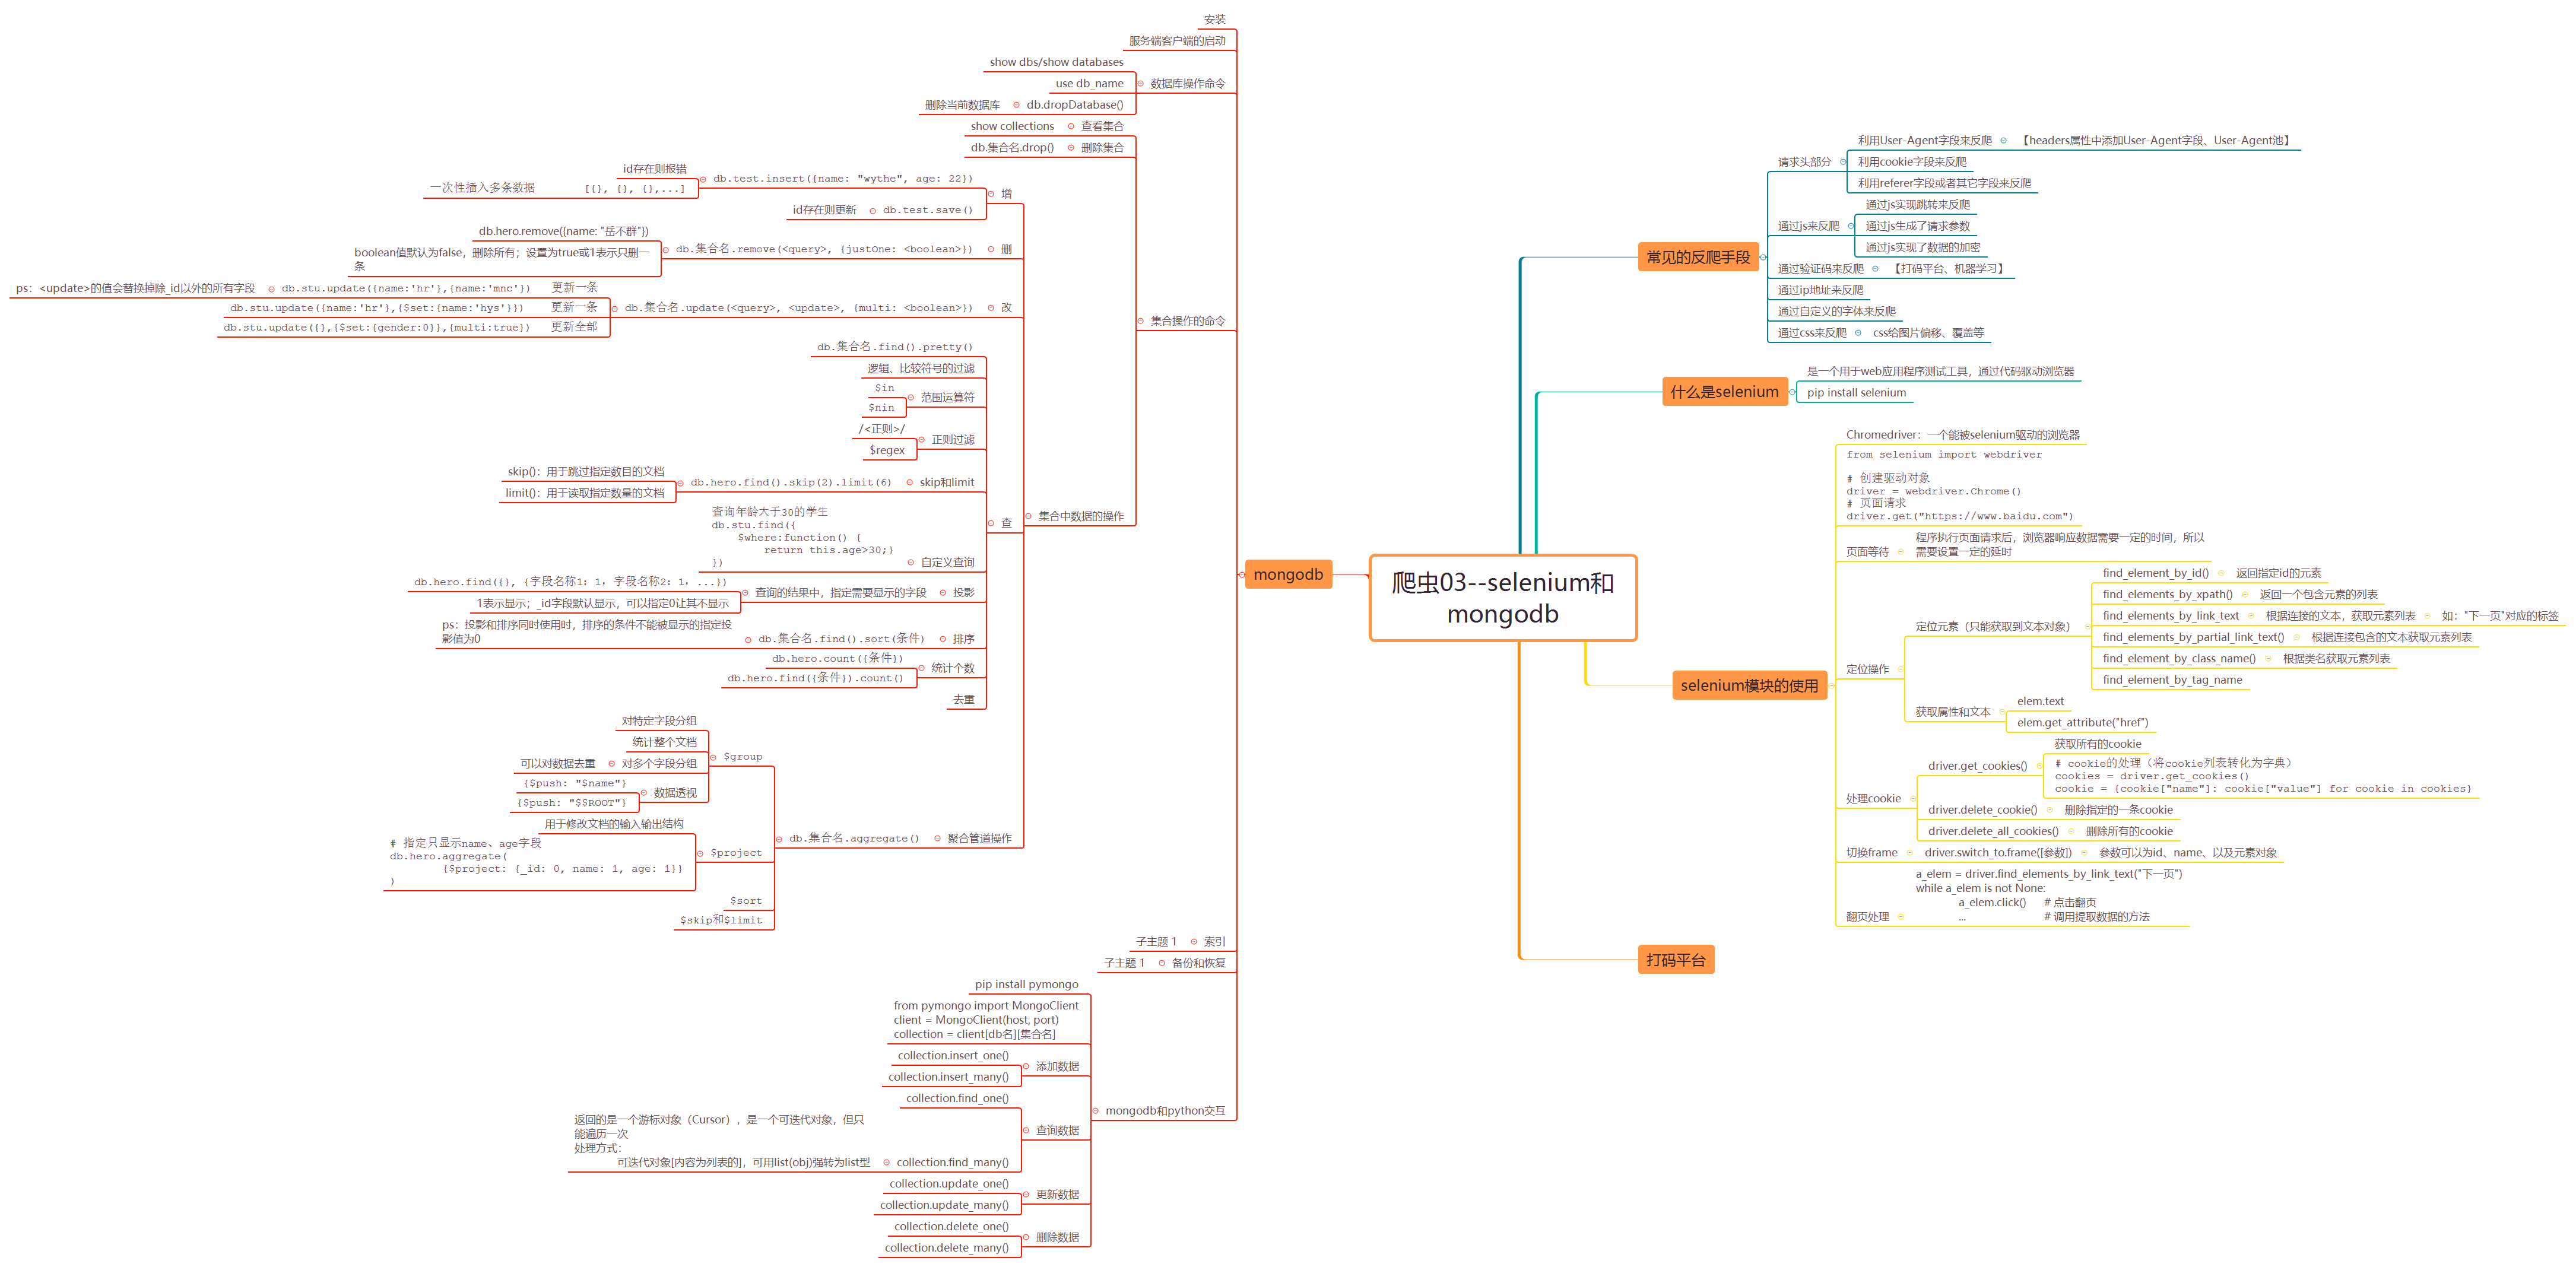 爬虫03--selenium和
mongodb
常见的反爬手段
请求头部分
利用User-Agent字段来反爬
【headers属性中添加User-Agent字段、User-Agent池】
利用cookie字段来反爬
利用referer字段或者其它字段来反爬
通过js来反爬
通过js实现跳转来反爬
通过js生成了请求参数
通过js实现了数据的加密
通过验证码来反爬
【打码平台、机器学习】
通过ip地址来反爬
通过自定义的字体来反爬
通过css来反爬
css给图片偏移、覆盖等
什么是selenium
是一个用于web应用程序测试工具，通过代码驱动浏览器
pip install selenium
selenium模块的使用
Chromedriver：一个能被selenium驱动的浏览器
from selenium import webdriver
# 创建驱动对象
driver = webdriver.Chrome()
# 页面请求
driver.get("https://www.baidu.com")
页面等待
程序执行页面请求后，浏览器响应数据需要一定的时间，所以
需要设置一定的延时
定位操作
定位元素（只能获取到文本对象）
find_element_by_id()
返回指定id的元素
find_elements_by_xpath()
返回一个包含元素的列表
find_elements_by_link_text
根据连接的文本，获取元素列表
如："下一页"对应的标签
find_elements_by_partial_link_text()
根据连接包含的文本获取元素列表
find_element_by_class_name()
根据类名获取元素列表
find_element_by_tag_name
获取属性和文本
elem.text
elem.get_attribute("href")
处理cookie
driver.get_cookies()
获取所有的cookie
# cookie的处理（将cookie列表转化为字典）
cookies = driver.get_cookies()
cookie = {cookie["name"]: cookie["value"] for cookie in cookies}
driver.delete_cookie()
删除指定的一条cookie
driver.delete_all_cookies()
删除所有的cookie
切换frame
driver.switch_to.frame([参数])
参数可以为id、name、以及元素对象
翻页处理
a_elem = driver.find_elements_by_link_text("下一页")
while a_elem is not None:
a_elem.click() # 点击翻页
... # 调用提取数据的方法
打码平台
mongodb
安装
服务端客户端的启动
数据库操作命令
show dbs/show databases
use db_name
db.dropDatabase()
删除当前数据库
集合操作的命令
查看集合
show collections
删除集合
db.集合名.drop()
集合中数据的操作
增
db.test.insert({name: "wythe", age: 22})
id存在则报错
一次性插入多条数据 [{}, {}, {},...]
db.test.save()
id存在则更新
删
db.集合名.remove(<query>, {justOne: <boolean>})
db.hero.remove({name: "岳不群"})
boolean值默认为false，删除所有；设置为true或1表示只删一
条
改
db.集合名.update(<query>, <update>, {multi: <boolean>})
db.stu.update({name:'hr'},{name:'mnc'}) 更新一条
ps：<update>的值会替换掉除_id以外的所有字段
db.stu.update({name:'hr'},{$set:{name:'hys'}}) 更新一条
db.stu.update({},{$set:{gender:0}},{multi:true}) 更新全部
查
db.集合名.find().pretty()
逻辑、比较符号的过滤
范围运算符
$in
$nin
正则过滤
/<正则>/
$regex
skip和limit
db.hero.find().skip(2).limit(6)
skip()：用于跳过指定数目的文档
limit()：用于读取指定数量的文档
自定义查询
查询年龄大于30的学生
db.stu.find({
$where:function() {
return this.age>30;}
})
投影
查询的结果中，指定需要显示的字段
db.hero.find({}, {字段名称1: 1，字段名称2: 1，...})
1表示显示；_id字段默认显示，可以指定0让其不显示
排序
db.集合名.find().sort(条件)
ps：投影和排序同时使用时，排序的条件不能被显示的指定投
影值为0
统计个数
db.hero.count({条件})
db.hero.find({条件}).count()
去重
聚合管道操作
db.集合名.aggregate()
$group
对特定字段分组
统计整个文档
对多个字段分组
可以对数据去重
数据透视
{$push: "$name"}
{$push: "$$ROOT"}
$project
用于修改文档的输入输出结构
# 指定只显示name、age字段
db.hero.aggregate(
{$project: {_id: 0, name: 1, age: 1}}
)
$sort
$skip和$limit
索引
子主题 1
备份和恢复
子主题 1
mongodb和python交互
pip install pymongo
from pymongo import MongoClient
client = MongoClient(host, port)
collection = client[db名][集合名]
添加数据
collection.insert_one()
collection.insert_many()
查询数据
collection.find_one()
collection.find_many()
返回的是一个游标对象（Cursor），是一个可迭代对象，但只
能遍历一次
处理方式：
可迭代对象[内容为列表的]，可用list(obj)强转为list型
更新数据
collection.update_one()
collection.update_many()
删除数据
collection.delete_one()
collection.delete_many()